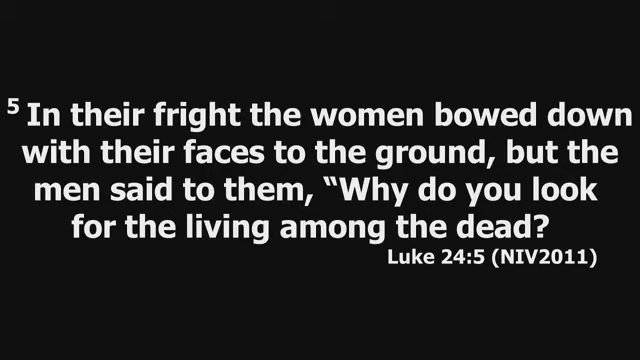 5 In their fright the women bowed down
with their faces to the ground, but the
men said to them, “Why do you look
for the living among the dead?
Luke 24:5 (NIV2011)